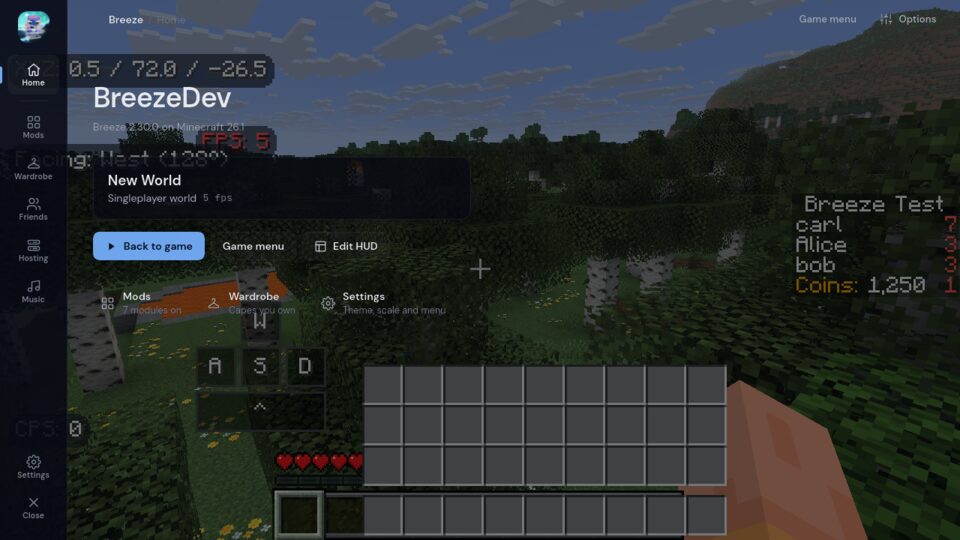 Breeze / Home
Game menu
Options
Home
0.5 / 72.0 / -26.5
BreezeDev
Breeze 2.30.0 on Minecraft 26.1
FPS: 5
Mods
Facing: West (128°)
Wardrobe
New World
Singleplayer world 5 fps
Friends
Breeze Test
carl 7
Alice 3
bob 3
Coins: 1,250 1
Hosting
Back to game
Game menu
Edit HUD
Music
Mods
7 modules on
Wardrobe
Capes you own
Settings
Theme, scale and menu
W
A S D
^
CPS: 0
Settings
Close